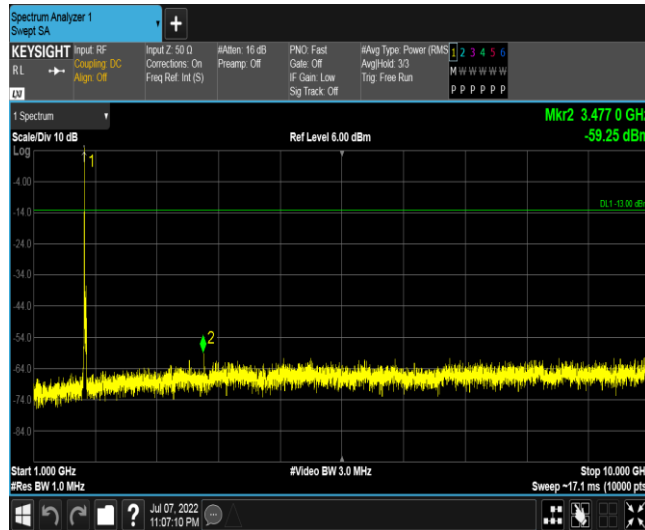 Spectrum Analyzer 1
Swept SA
+
KEYSIGHT Input: RF Input Z: 50 Ω #Atten: 16 dB PNO: Fast #Avg Type: Power (RMS 1 2 3 4 5 6
RL Coupling: DC Corrections: On Preamp: Off Gate: Off Avg|Hold: 3/3 M W W W W W
Align: Off Freq Ref: Int (S) IF Gain: Low Trig: Free Run
LXI Sig Track: Off P P P P P P
1 Spectrum Mkr2 3.477 0 GHz
Scale/Div 10 dB Ref Level 6.00 dBm -59.25 dBm
Log
1
-4.00
DL1 -13.00 dBm
-14.0
-24.0
-34.0
-44.0
-54.0
2
-64.0
-74.0
-84.0
Start 1.000 GHz #Video BW 3.0 MHz Stop 10.000 GHz
#Res BW 1.0 MHz Sweep ~17.1 ms (10000 pts
? Jul 07, 2022
11:07:10 PM